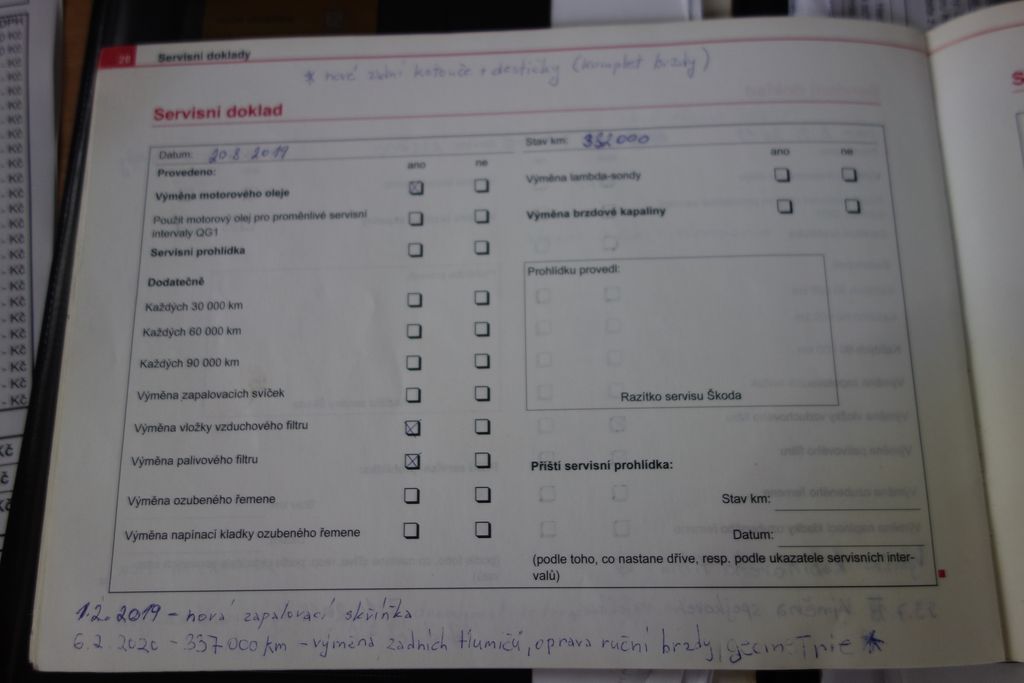 28 Servisní doklady
* nové zadní kotouče + destičky (komplet brzdy)
Servisní doklad
Datum: 20.8.2019
Stav km: 332000
Provedeno:
ano ne
ano ne
Výměna motorového oleje
Výměna lambda-sondy
Použit motorový olej pro proměnlivé servisní
intervaly QG1
Výměna brzdové kapaliny
Servisní prohlídka
Dodatečně
Prohlídku provedl:
Každých 30 000 km
Každých 60 000 km
Každých 90 000 km
Výměna zapalovacích svíček
Razítko servisu Škoda
Výměna vložky vzduchového filtru
Výměna palivového filtru
Příští servisní prohlídka:
Výměna ozubeného řemene
Stav km:
Výměna napínací kladky ozubeného řemene
Datum:
(podle toho, co nastane dříve, resp. podle ukazatele servisních inter-
valů)
1.2.2019 - nová zapalovací skříňka
6.2.2020 - 337 000 km - výměna zadních tlumičů, oprava ruční brzdy, geometrie *
Kč